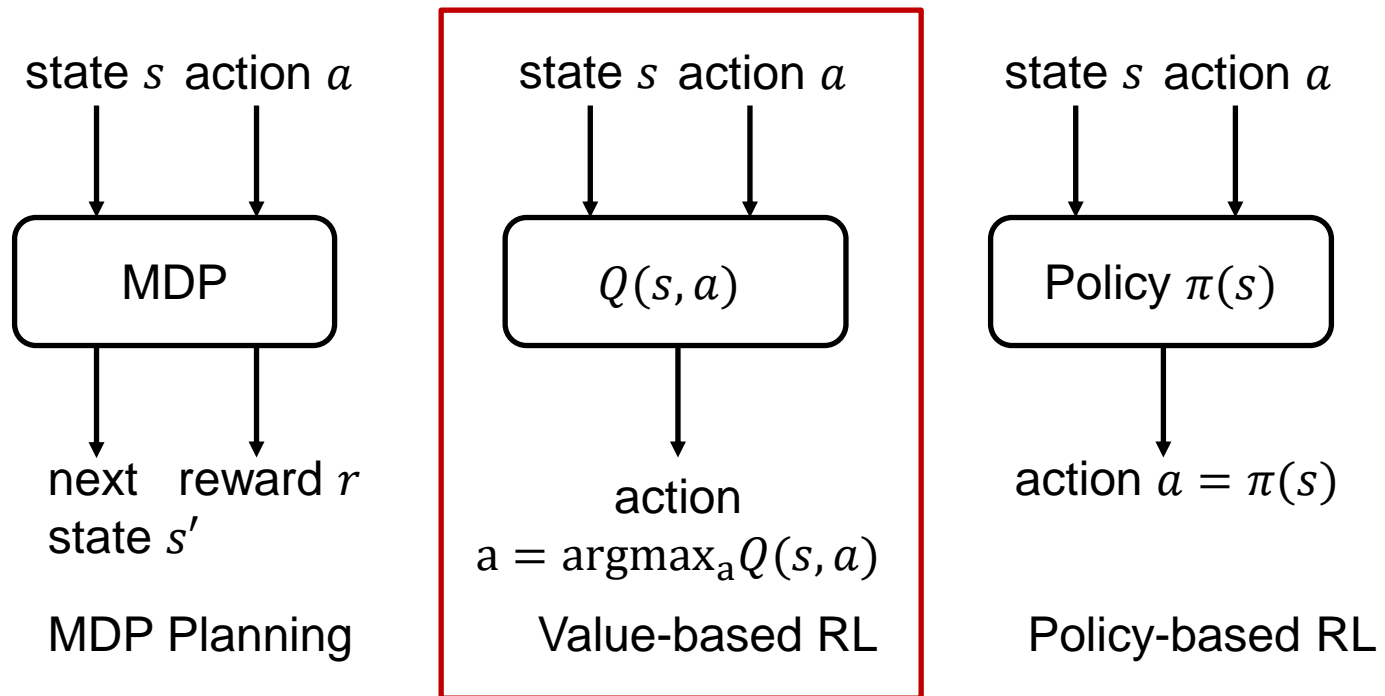 state 𝑠 action 𝑎
MDP
next reward 𝑟
state 𝑠′
MDP Planning
state 𝑠 action 𝑎
𝑄(𝑠, 𝑎)
action
a = argmaxₐ𝑄(𝑠, 𝑎)
Value-based RL
state 𝑠 action 𝑎
Policy 𝜋(𝑠)
action 𝑎 = 𝜋(𝑠)
Policy-based RL